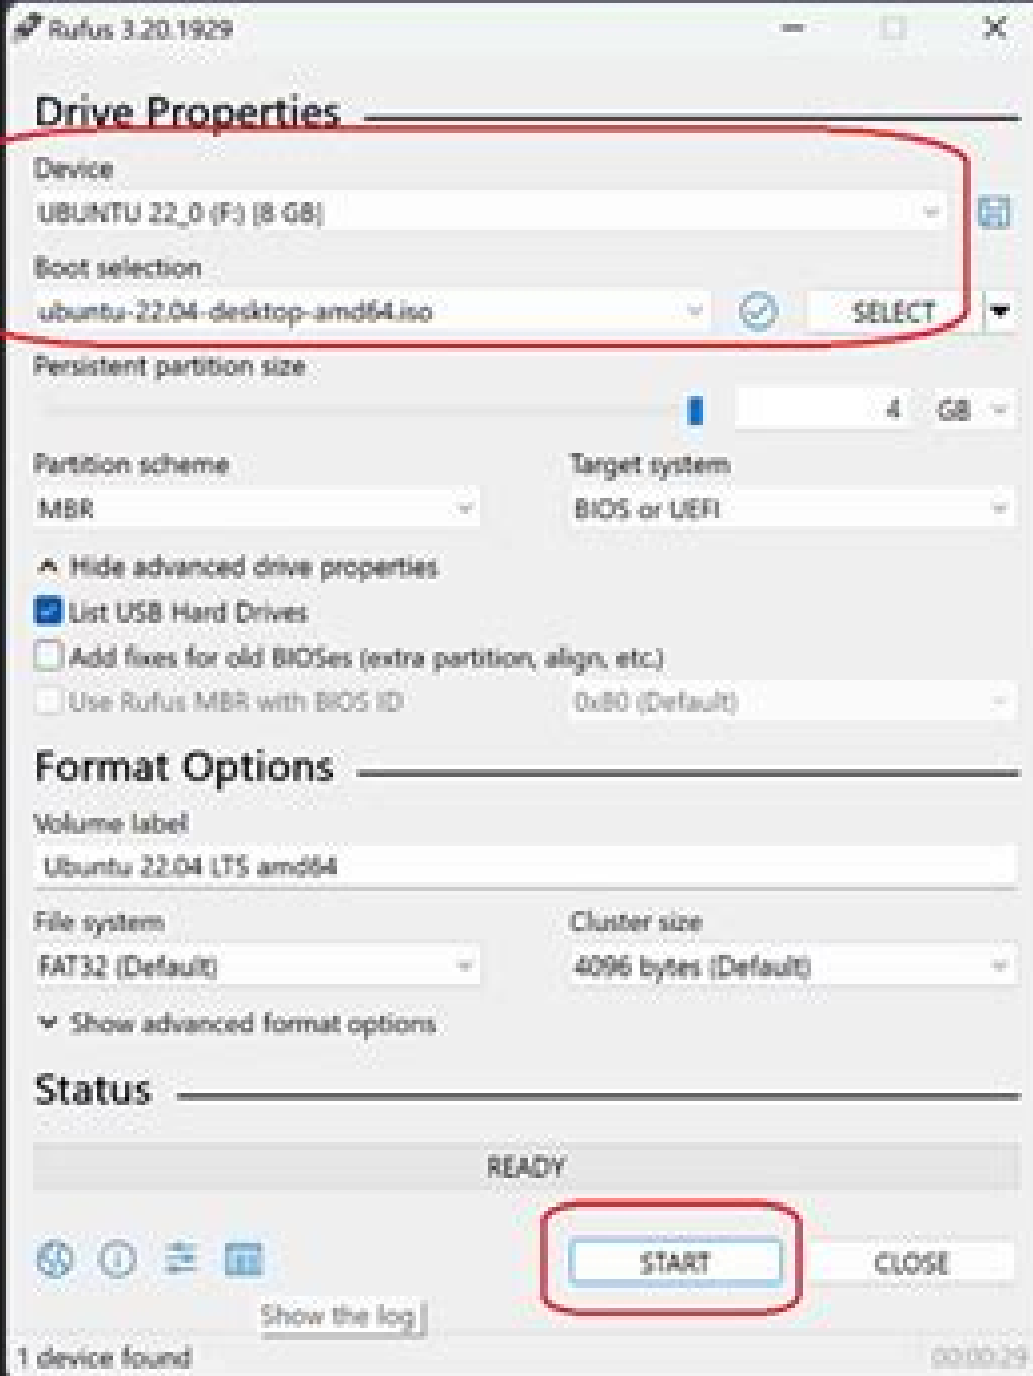 Rufus 3.20.1929
Drive Properties
Device
UBUNTU 22_0 (F:) [8 GB]
Boot selection
ubuntu-22.04-desktop-amd64.iso
SELECT
Persistent partition size
4 GB
Partition scheme Target system
MBR BIOS or UEFI
Hide advanced drive properties
List USB Hard Drives
Add fixes for old BIOSes (extra partition, align, etc.)
Use Rufus MBR with BIOS ID 0x80 (Default)
Format Options
Volume label
Ubuntu 22.04 LTS amd64
File system Cluster size
FAT32 (Default) 4096 bytes (Default)
Show advanced format options
Status
READY
START CLOSE
Show the log
1 device found 00:00:29